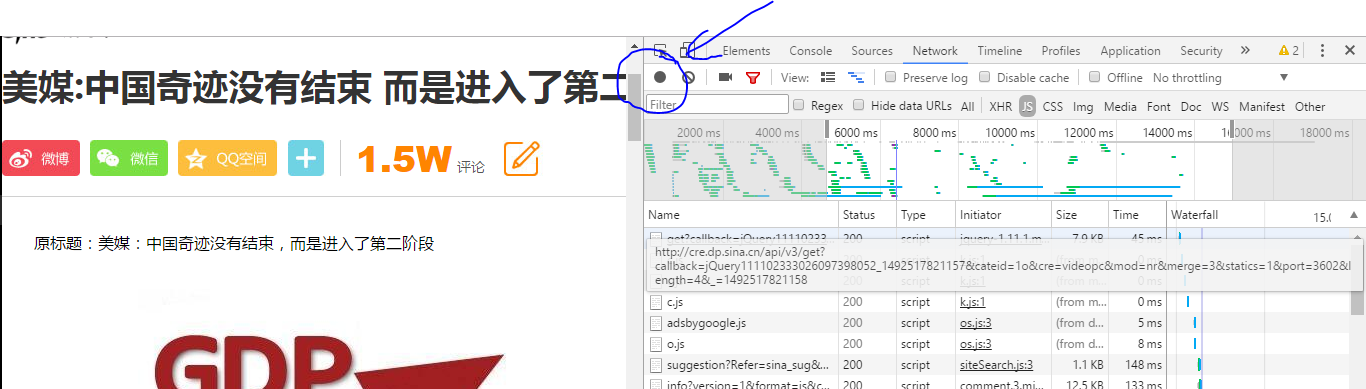 Elements Console Sources Network Timeline Profiles Application Security » 2
美媒:中国奇迹没有结束 而是进入了第二
View: Preserve log Disable cache Offline No throttling
Filter Regex Hide data URLs All XHR JS CSS Img Media Font Doc WS Manifest Other
2000 ms 4000 ms 6000 ms 8000 ms 10000 ms 12000 ms 14000 ms 000 ms 18000 ms
微博 微信 QQ空间 1.5W 评论
Name Status Type Initiator Size Time Waterfall 15.0
get?callback=jQuery11110233... 200 script jquery-1.11.1.m... 7.9 KB 45 ms
原标题：美媒：中国奇迹没有结束，而是进入了第二阶段
http://cre.dp.sina.cn/api/v3/get?
callback=jQuery111102333026097398052_1492517821157&cateid=1o&cre=videopc&mod=nr&merge=3&statics=1&port=3602&l
ength=4&_=1492517821158
c.js 200 script k.js:1 (from m... 0 ms
adsbygoogle.js 200 script os.js:3 (from d... 5 ms
o.js 200 script os.js:3 (from d... 8 ms
suggestion?Refer=sina_sug&... 200 script siteSearch.js:3 1.1 KB 148 ms
info?version=1&format=js&c... 200 script comment.3.mi... 12.5 KB 133 ms
GDP